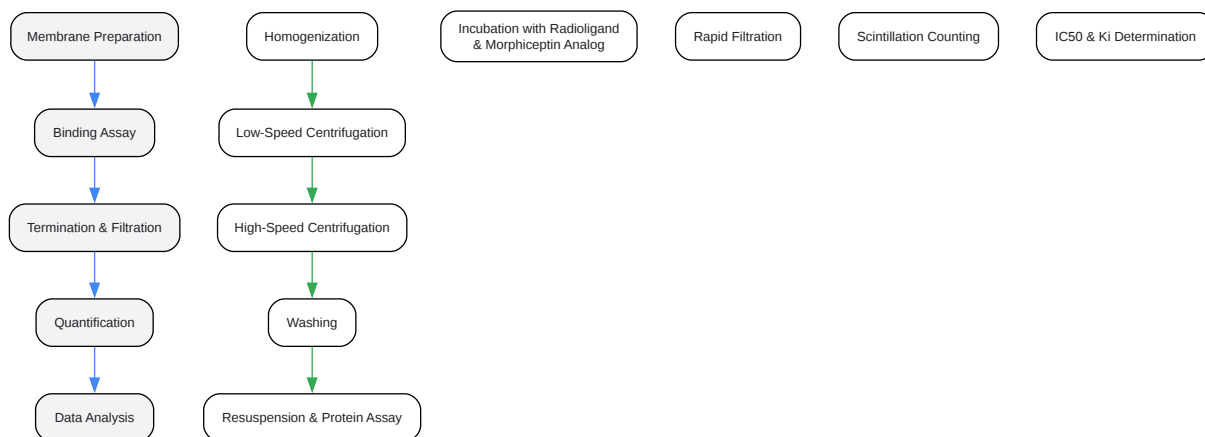 Membrane Preparation
Binding Assay
Termination & Filtration
Quantification
Data Analysis
Homogenization
Low-Speed Centrifugation
High-Speed Centrifugation
Washing
Resuspension & Protein Assay
Incubation with Radioligand
& Morphiceptin Analog
Rapid Filtration
Scintillation Counting
IC50 & Ki Determination